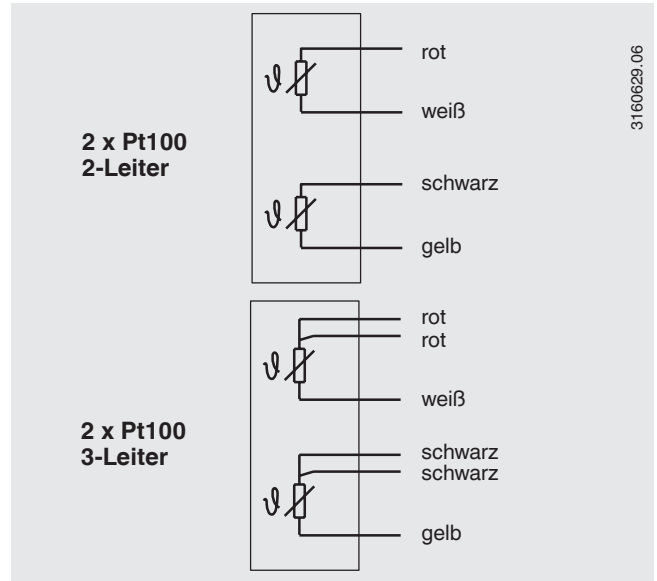 rot
weiß
2 x Pt100
2-Leiter
schwarz
gelb
rot
rot
weiß
2 x Pt100
3-Leiter
schwarz
schwarz
gelb
ϑ
ϑ
ϑ
ϑ
3160629.06